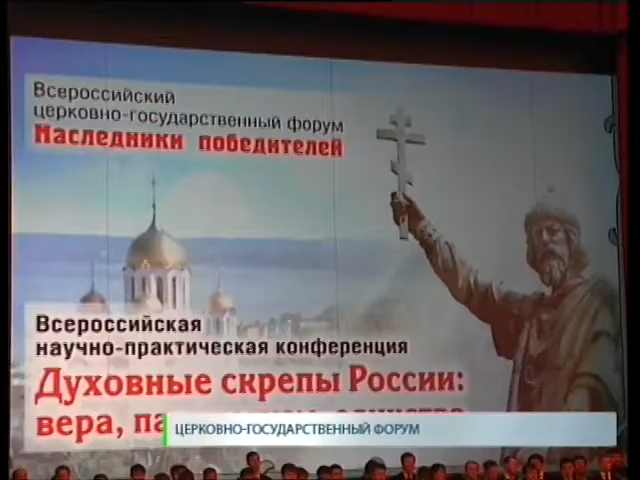 Всероссийский
церковно-государственный форум
Наследники победителей
Всероссийская
научно-практическая конференция
Духовные скрепы России:
вера,
ЦЕРКОВНО-ГОСУДАРСТВЕННЫЙ ФОРУМ